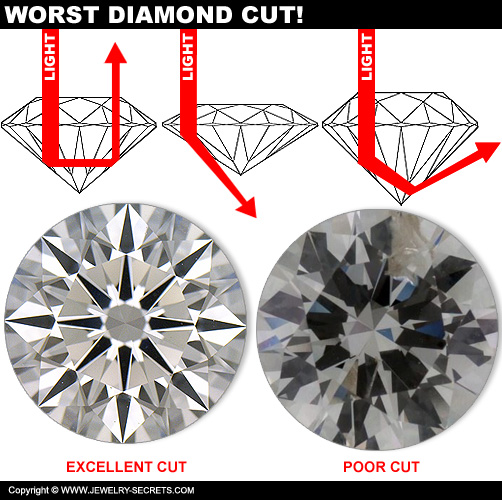 WORST DIAMOND CUT!
LIGHT
LIGHT
LIGHT
EXCELLENT CUT
POOR CUT
Copyright © WWW.JEWELRY-SECRETS.COM